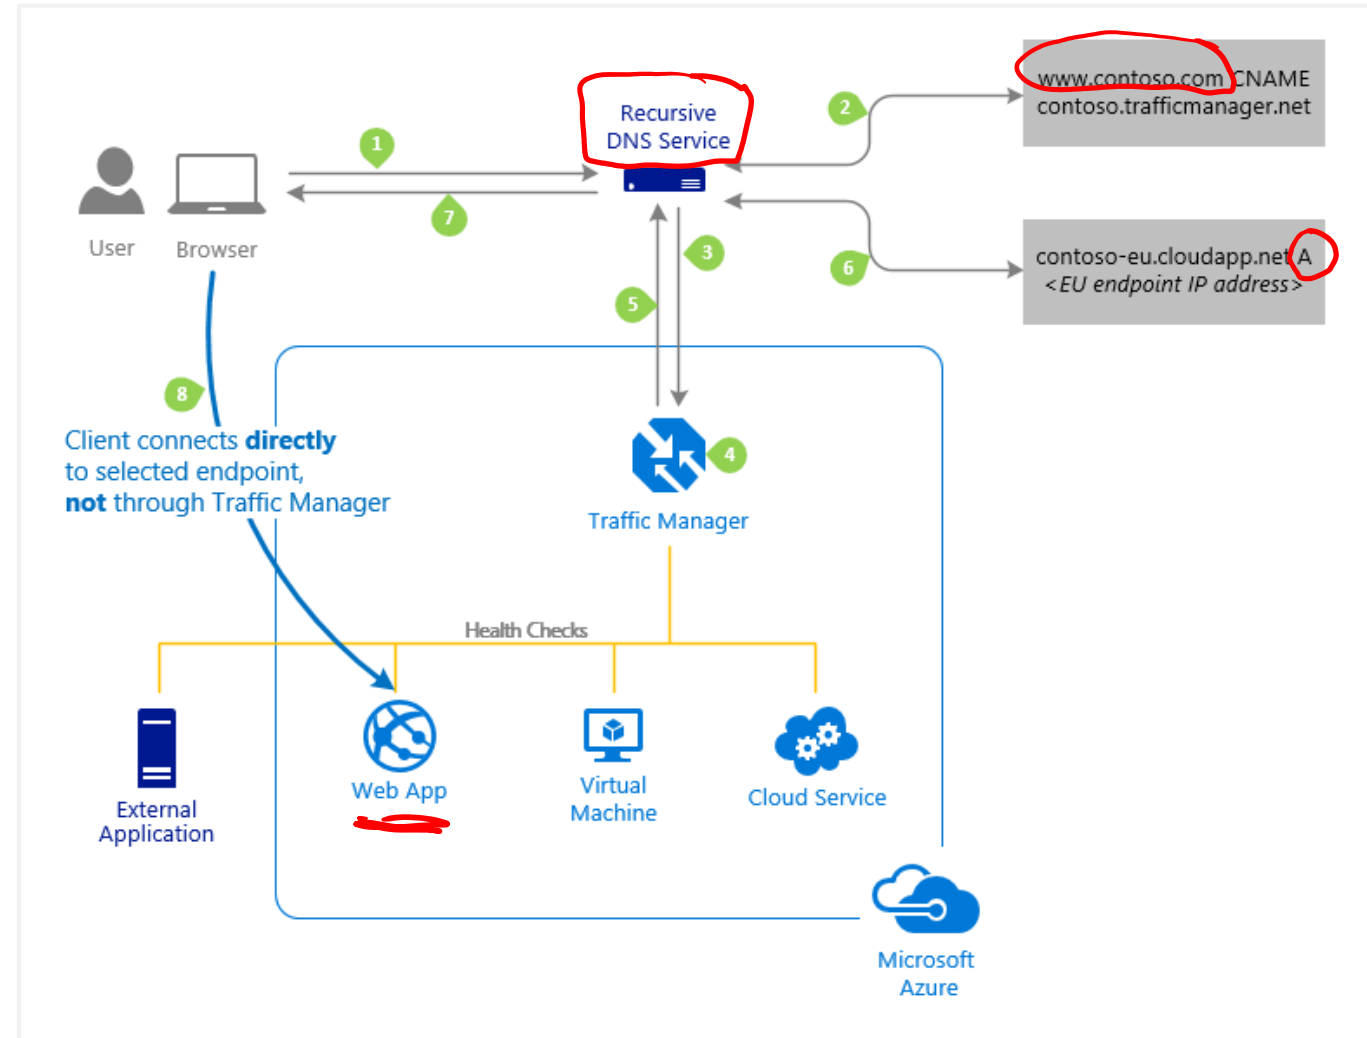 www.contoso.com CNAME
contoso.trafficmanager.net
Recursive
DNS Service
1
2
7
3
6
5
User
Browser
contoso-eu.cloudapp.net A
<EU endpoint IP address>
8
Client connects directly
to selected endpoint,
not through Traffic Manager
4
Traffic Manager
Health Checks
External
Application
Web App
Virtual
Machine
Cloud Service
Microsoft
Azure